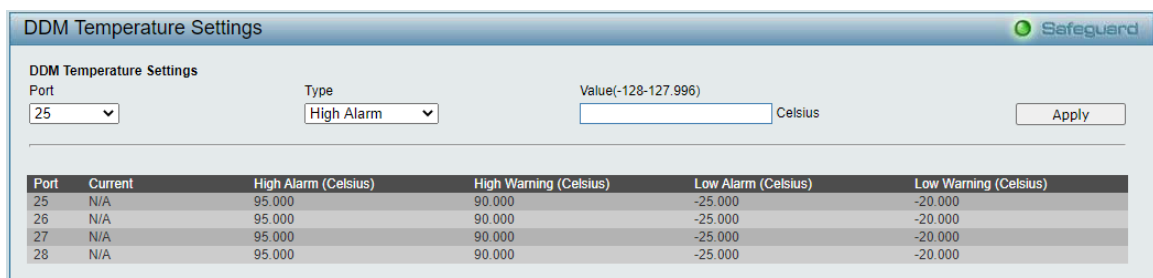 DDM Temperature Settings Safeguard
DDM Temperature Settings
Port Type Value(-128-127.996)
25 High Alarm Celsius Apply
Port Current High Alarm (Celsius) High Warning (Celsius) Low Alarm (Celsius) Low Warning (Celsius)
25 N/A 95.000 90.000 -25.000 -20.000
26 N/A 95.000 90.000 -25.000 -20.000
27 N/A 95.000 90.000 -25.000 -20.000
28 N/A 95.000 90.000 -25.000 -20.000